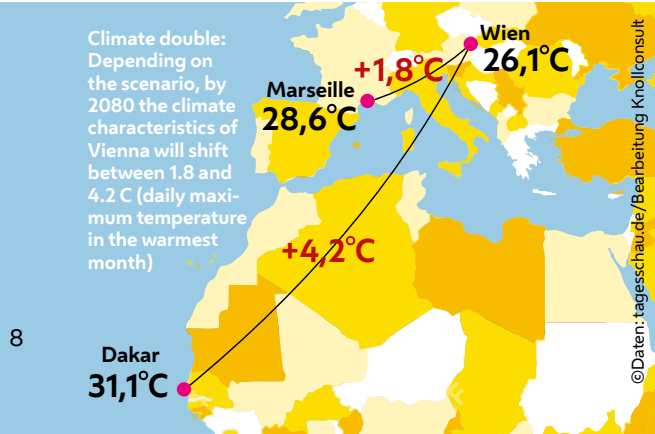 Climate double:
Depending on
the scenario, by
2080 the climate
characteristics of
Vienna will shift
between 1.8 and
4.2 C (daily maxi-
mum temperature
in the warmest
month)
Wien
26,1°C
+1,8°C
Marseille
28,6°C
+4,2°C
Dakar
31,1°C
8
©Daten: tagesschau.de/Bearbeitung Knollconsult